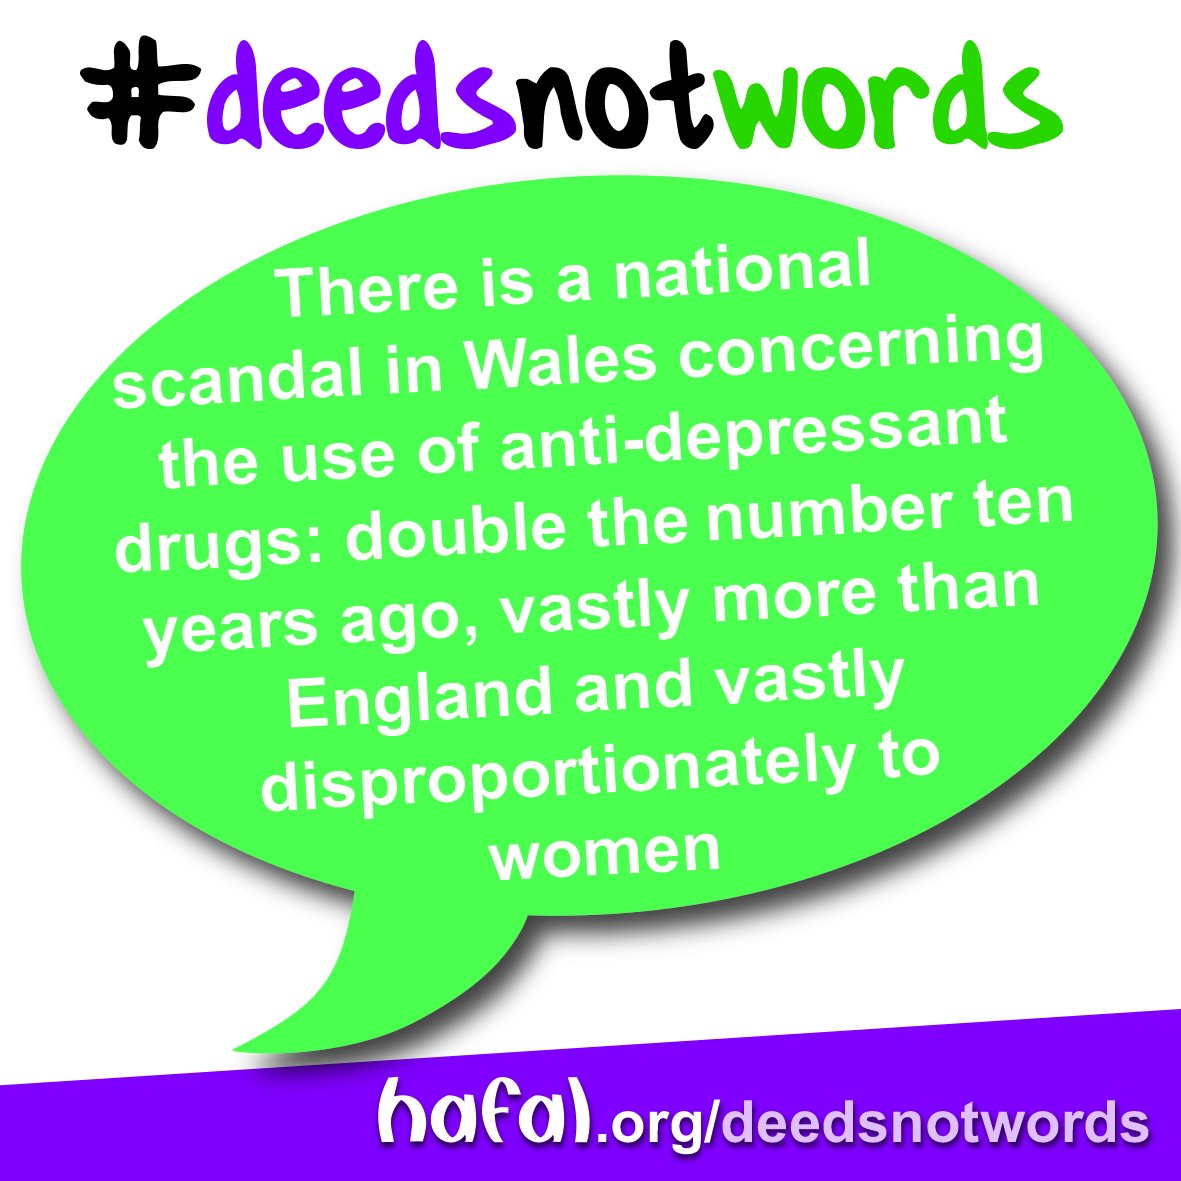 #deedsnotwords
There is a national
scandal in Wales concerning
the use of anti-depressant
drugs: double the number ten
years ago, vastly more than
England and vastly
disproportionately to
women
hafal.org/deedsnotwords